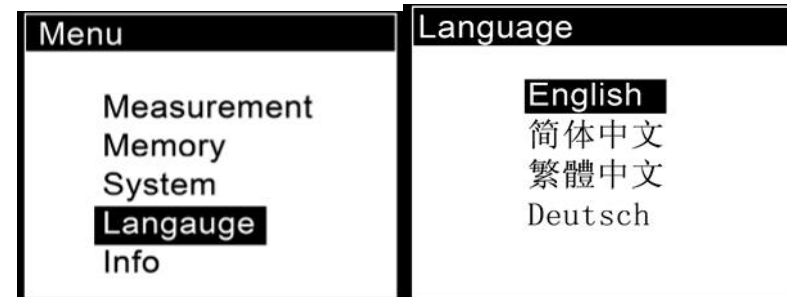 Menu
Measurement
Memory
System
Langauge
Info
Language
English
简体中文
繁體中文
Deutsch